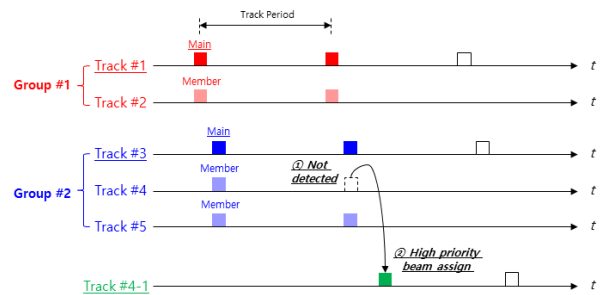 Track Period
Main
Group #1
Track #1
t
Member
Track #2
t
Main
Track #3
t
① Not
detected
Member
Group #2
Track #4
t
Member
Track #5
t
② High priority
beam assign
Track #4-1
t